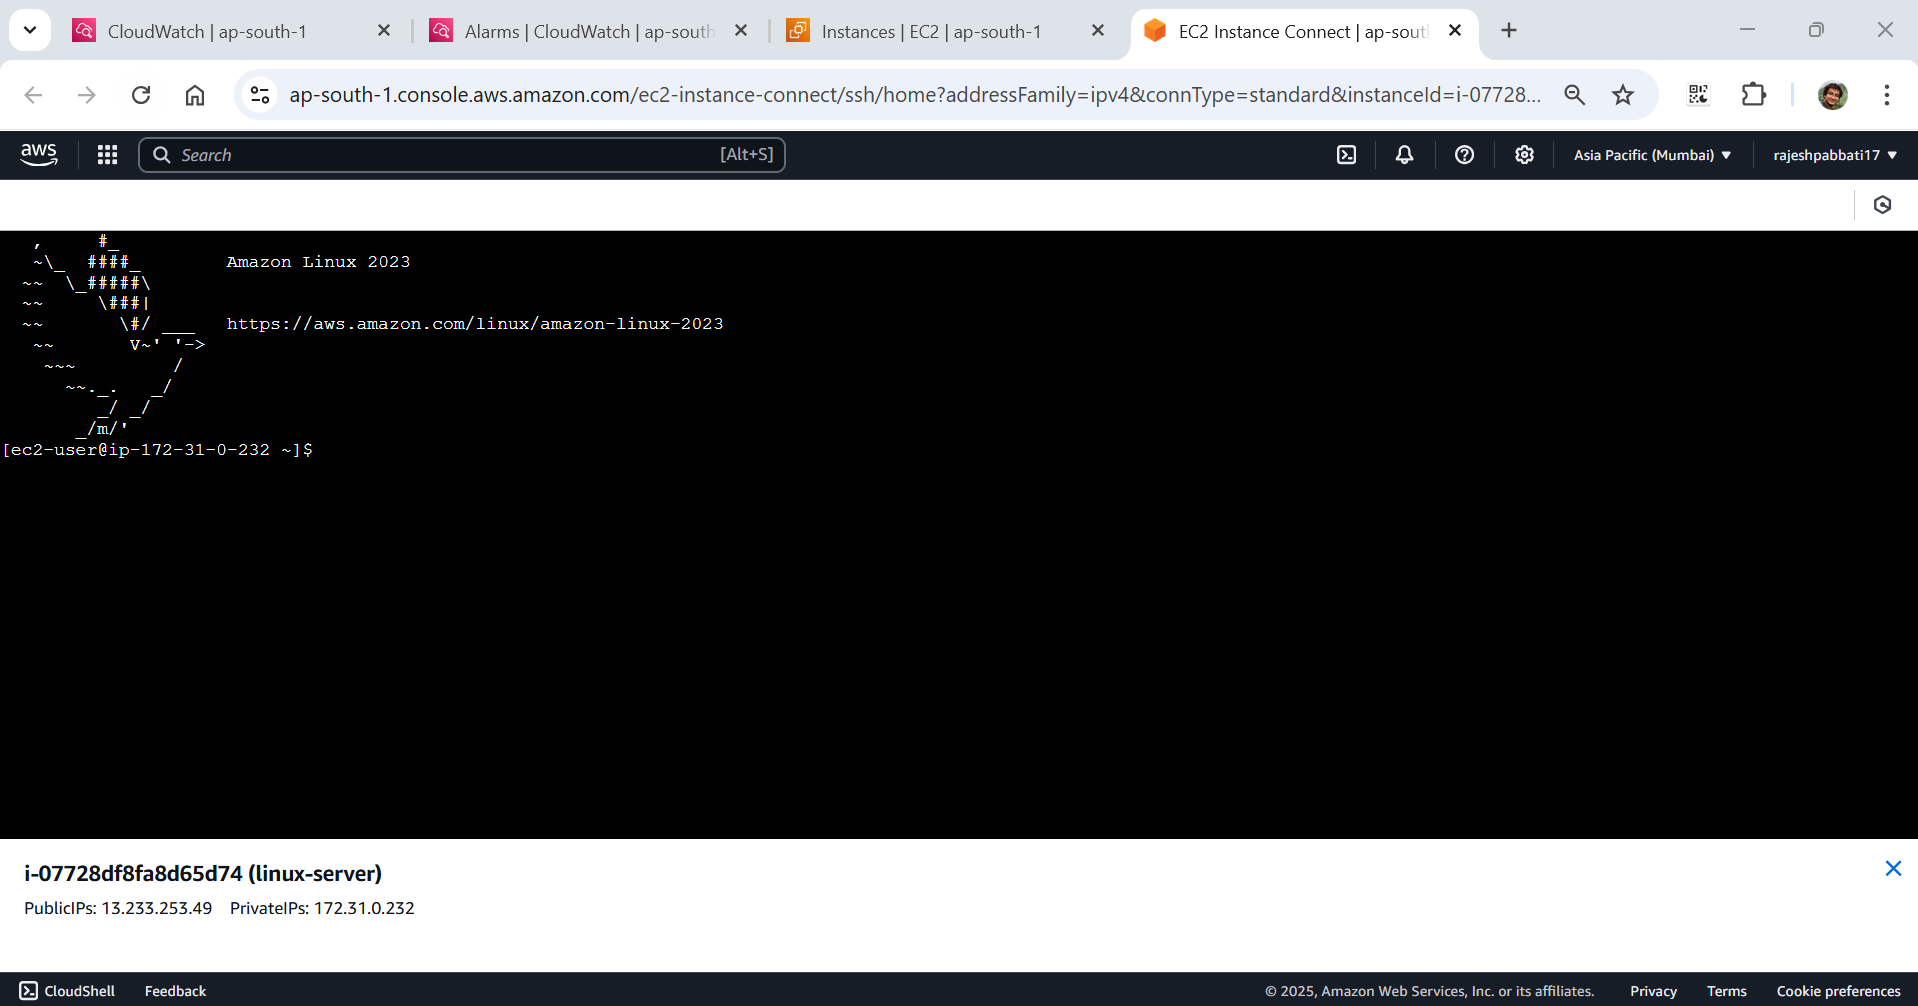 CloudWatch | ap-south-1
Alarms | CloudWatch | ap-south
Instances | EC2 | ap-south-1
EC2 Instance Connect | ap-sout
ap-south-1.console.aws.amazon.com/ec2-instance-connect/ssh/home?addressFamily=ipv4&connType=standard&instanceId=i-07728...
aws
Search
[Alt+S]
Asia Pacific (Mumbai)
rajeshpabbati17
   ,     #_
   ~\_  ####_        Amazon Linux 2023
  ~~  \_#####\
  ~~     \###|
  ~~       \#/ ___   https://aws.amazon.com/linux/amazon-linux-2023
   ~~       V~' '->
    ~~~         /
      ~~._.   _/
         _/ _/
       _/m/'
[ec2-user@ip-172-31-0-232 ~]$
i-07728df8fa8d65d74 (linux-server)
PublicIPs: 13.233.253.49 PrivateIPs: 172.31.0.232
CloudShell
Feedback
© 2025, Amazon Web Services, Inc. or its affiliates.
Privacy
Terms
Cookie preferences